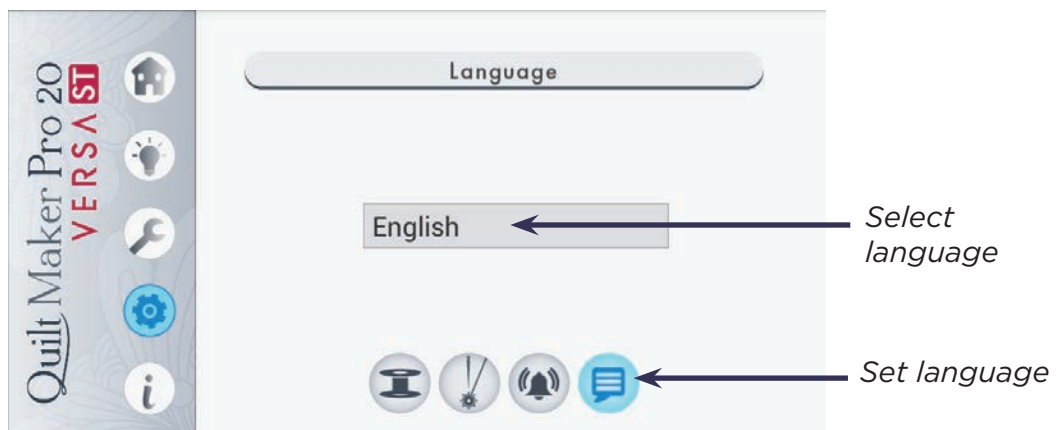 Quilt Maker Pro 20
VERSA ST
Language
English
Select
language
Set language
i